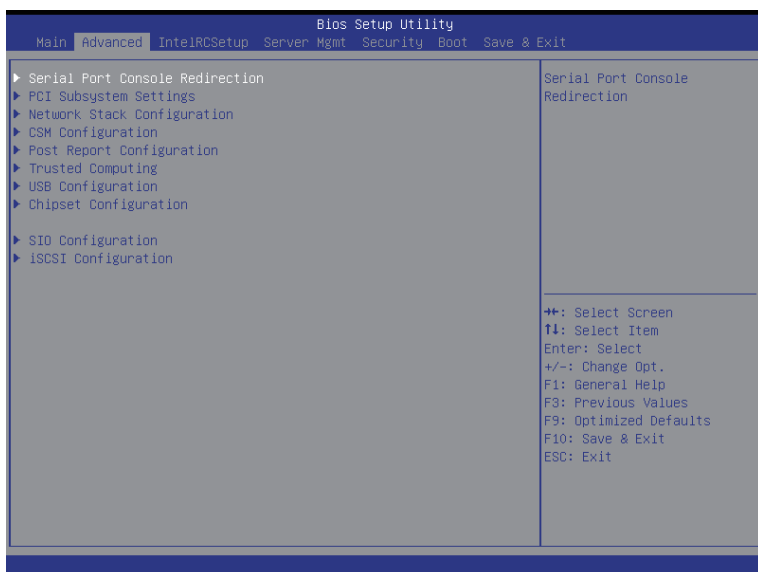 Bios Setup Utility
Main Advanced IntelRCSetup Server Mgmt Security Boot Save & Exit
Serial Port Console Redirection
PCI Subsystem Settings
Network Stack Configuration
CSM Configuration
Post Report Configuration
Trusted Computing
USB Configuration
Chipset Configuration
SIO Configuration
iSCSI Configuration
Serial Port Console
Redirection
→←: Select Screen
↑↓: Select Item
Enter: Select
+/-: Change Opt.
F1: General Help
F3: Previous Values
F9: Optimized Defaults
F10: Save & Exit
ESC: Exit